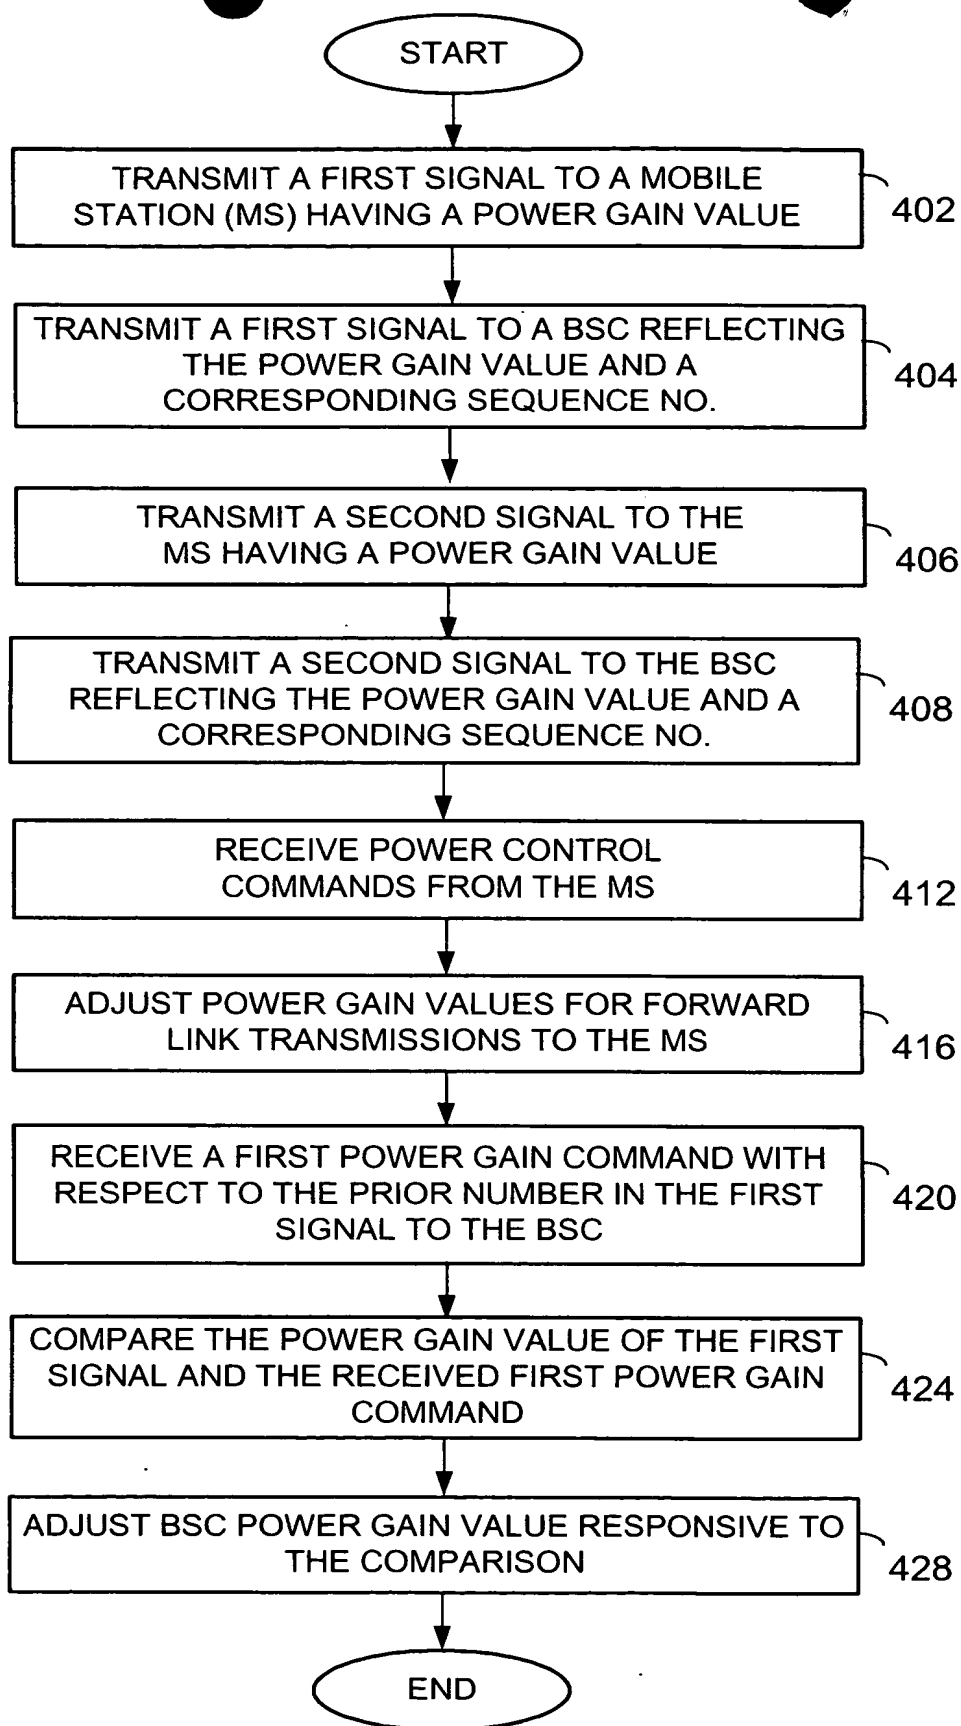 START
TRANSMIT A FIRST SIGNAL TO A MOBILE
STATION (MS) HAVING A POWER GAIN VALUE
402
TRANSMIT A FIRST SIGNAL TO A BSC REFLECTING
THE POWER GAIN VALUE AND A
CORRESPONDING SEQUENCE NO.
404
TRANSMIT A SECOND SIGNAL TO THE
MS HAVING A POWER GAIN VALUE
406
TRANSMIT A SECOND SIGNAL TO THE BSC
REFLECTING THE POWER GAIN VALUE AND A
CORRESPONDING SEQUENCE NO.
408
RECEIVE POWER CONTROL
COMMANDS FROM THE MS
412
ADJUST POWER GAIN VALUES FOR FORWARD
LINK TRANSMISSIONS TO THE MS
416
RECEIVE A FIRST POWER GAIN COMMAND WITH
RESPECT TO THE PRIOR NUMBER IN THE FIRST
SIGNAL TO THE BSC
420
COMPARE THE POWER GAIN VALUE OF THE FIRST
SIGNAL AND THE RECEIVED FIRST POWER GAIN
COMMAND
424
ADJUST BSC POWER GAIN VALUE RESPONSIVE TO
THE COMPARISON
428
END